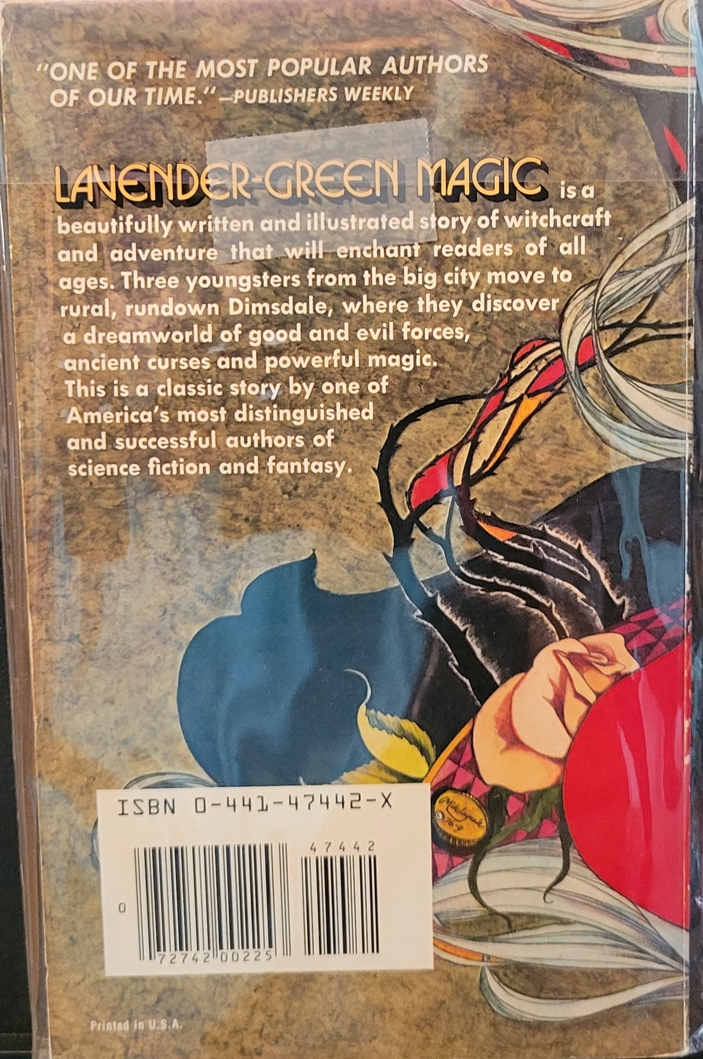 "ONE OF THE MOST POPULAR AUTHORS
OF OUR TIME."—PUBLISHERS WEEKLY
LAVENDER-GREEN MAGIC is a
beautifully written and illustrated story of witchcraft
and adventure that will enchant readers of all
ages. Three youngsters from the big city move to
rural, rundown Dimsdale, where they discover
a dreamworld of good and evil forces,
ancient curses and powerful magic.
This is a classic story by one of
America's most distinguished
and successful authors of
science fiction and fantasy.
ISBN 0-441-47442-X
47442
0
72742 00225
Printed in U.S.A.